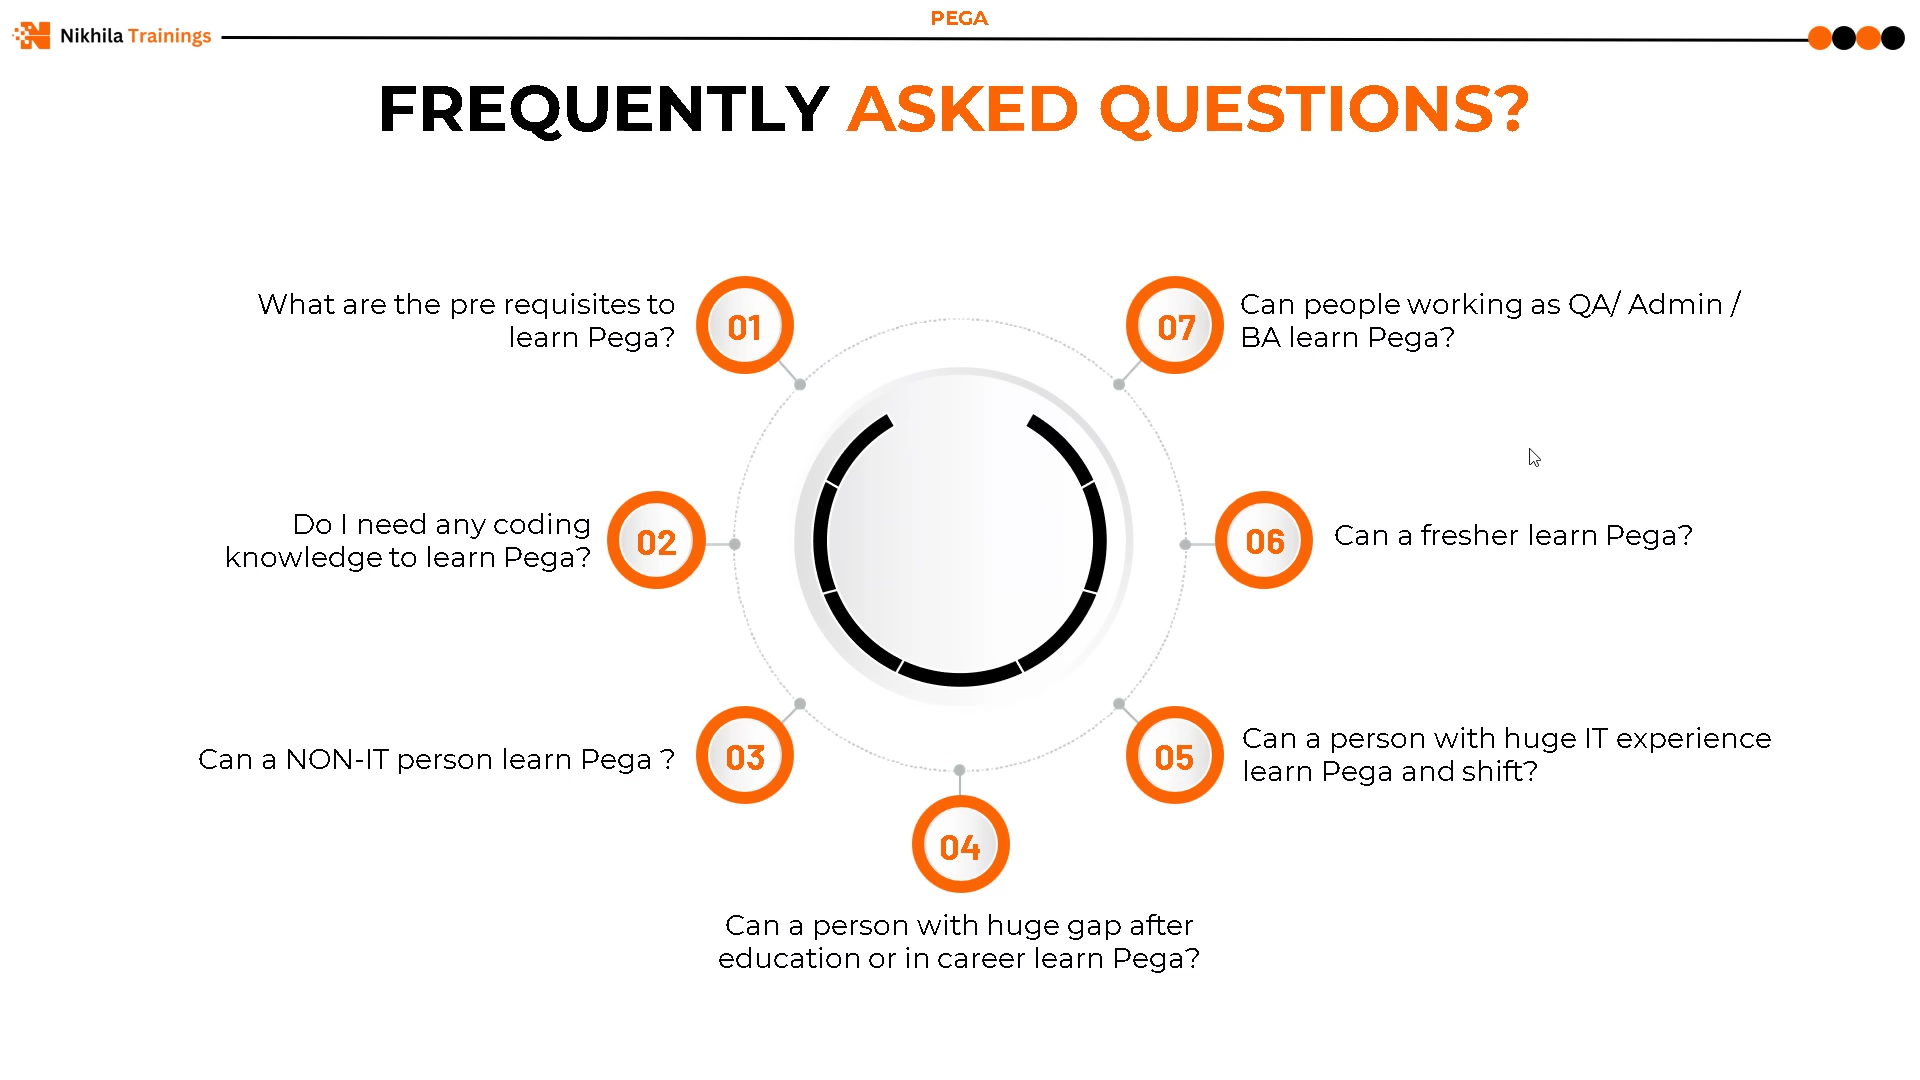 PEGA
Nikhila Trainings
FREQUENTLY ASKED QUESTIONS?
What are the pre requisites to
learn Pega?
01
Do I need any coding
knowledge to learn Pega?
02
Can a NON-IT person learn Pega ?
03
04
Can a person with huge gap after
education or in career learn Pega?
05
Can a person with huge IT experience
learn Pega and shift?
06
Can a fresher learn Pega?
07
Can people working as QA/ Admin /
BA learn Pega?